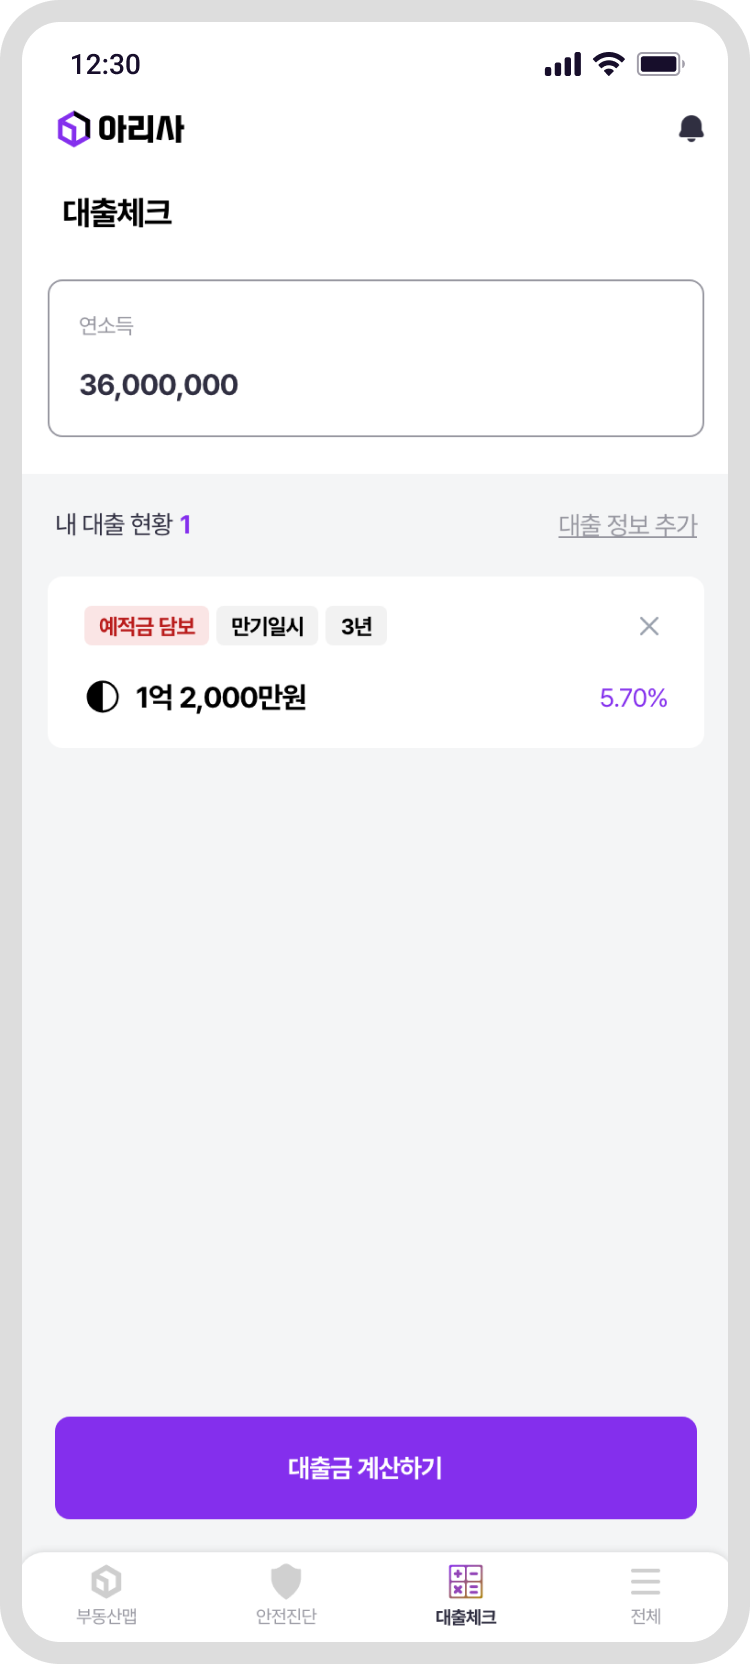 12:30
아리사
대출체크
연소득
36,000,000
내 대출 현황 1 대출 정보 추가
예적금 담보 만기일시 3년
1억 2,000만원 5.70%
대출금 계산하기
부동산맵 안전진단 대출체크 전체